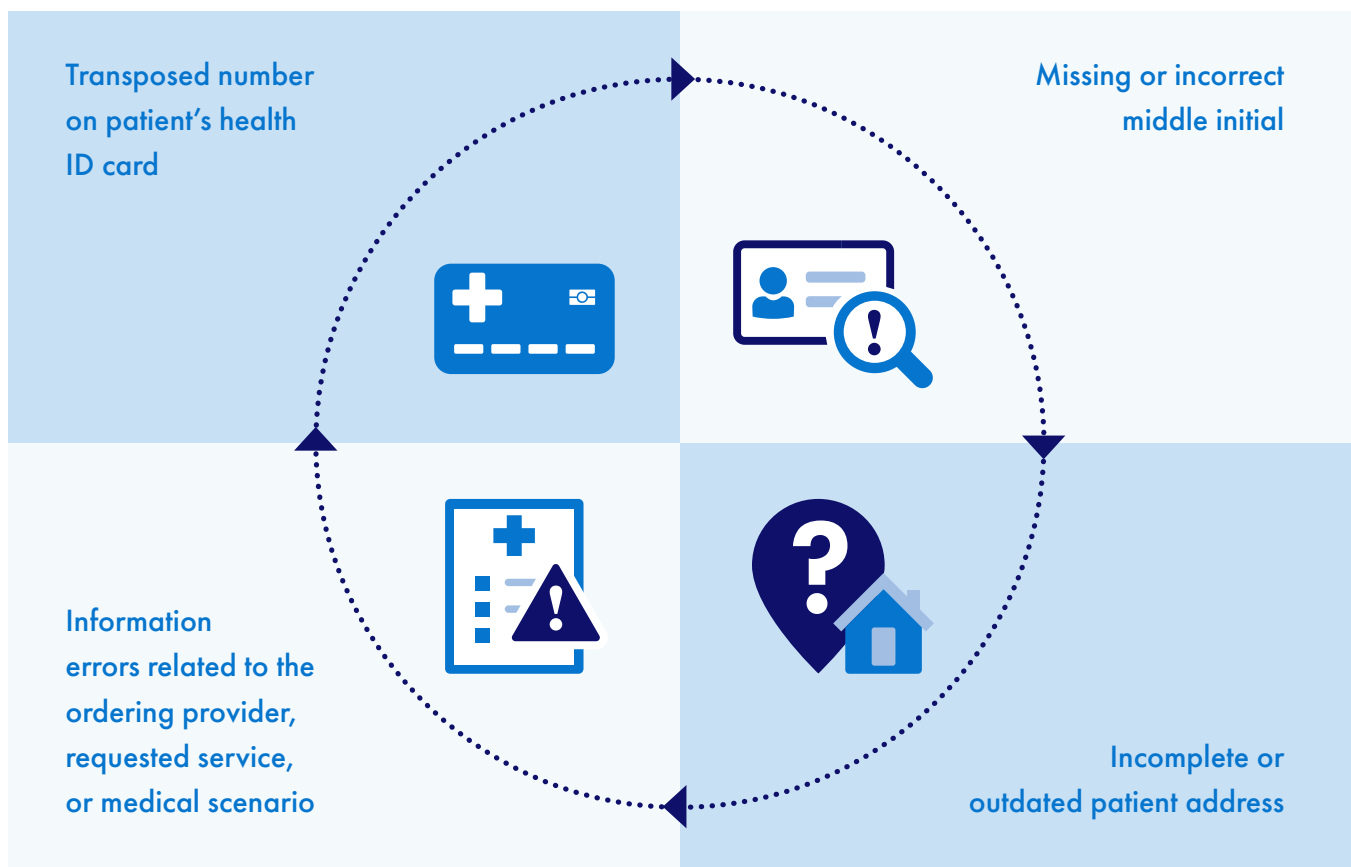 Transposed number
on patient’s health
ID card
Missing or incorrect
middle initial
Information
errors related to the
ordering provider,
requested service,
or medical scenario
Incomplete or
outdated patient address